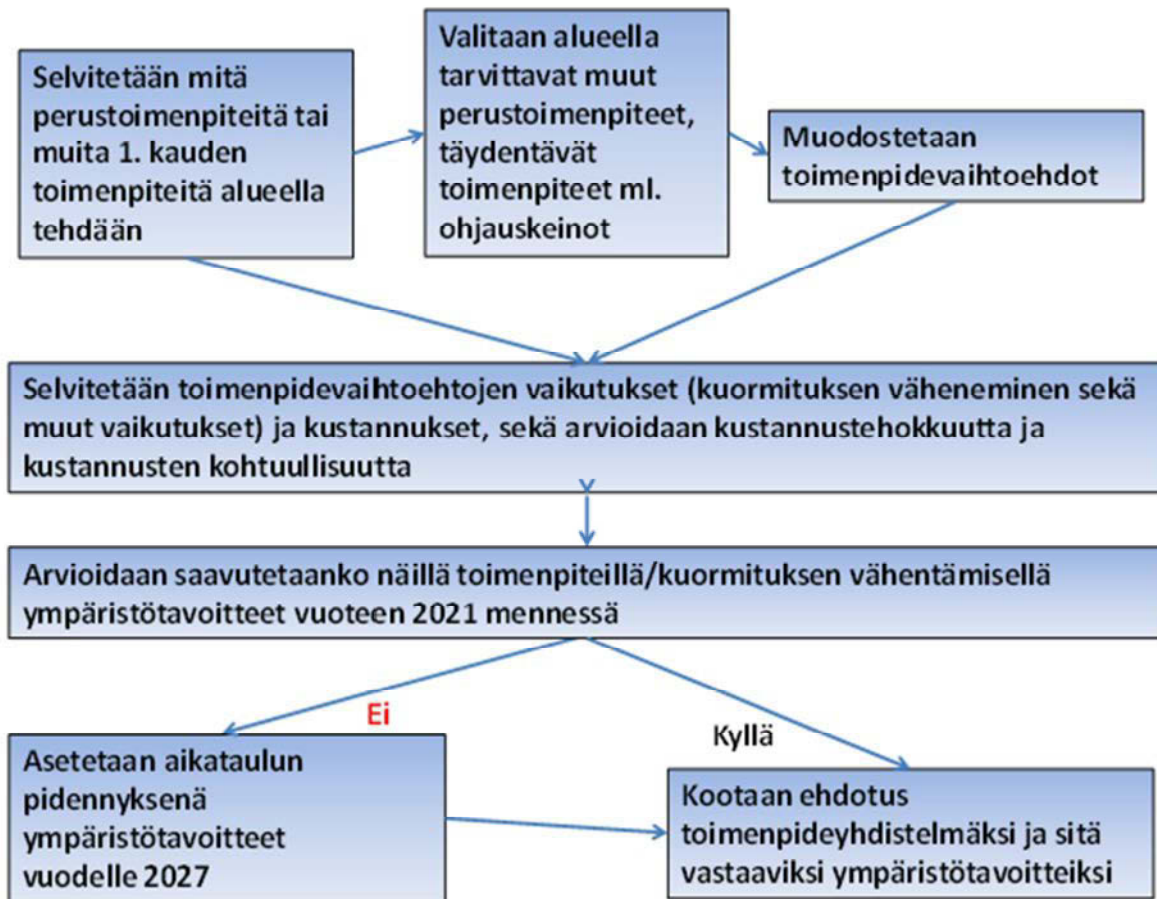 Selvitetään mitä
perustoimenpiteitä tai
muita 1. kauden
toimenpiteitä alueella
tehdään
Valitaan alueella
tarvittavat muut
perustoimenpiteet,
täydentävät
toimenpiteet ml.
ohjauskeinot
Muodostetaan
toimenpidevaihtoehdot
Selvitetään toimenpidevaihtoehtojen vaikutukset (kuormituksen väheneminen sekä
muut vaikutukset) ja kustannukset, sekä arvioidaan kustannustehokkuutta ja
kustannusten kohtuullisuutta
Arvioidaan saavutetaanko näillä toimenpiteillä/kuormituksen vähentämisellä
ympäristötavoitteet vuoteen 2021 mennessä
Ei
Kyllä
Asetetaan aikataulun
pidennyksenä
ympäristötavoitteet
vuodelle 2027
Kootaan ehdotus
toimenpideyhdistelmäksi ja sitä
vastaaviksi ympäristötavoitteiksi